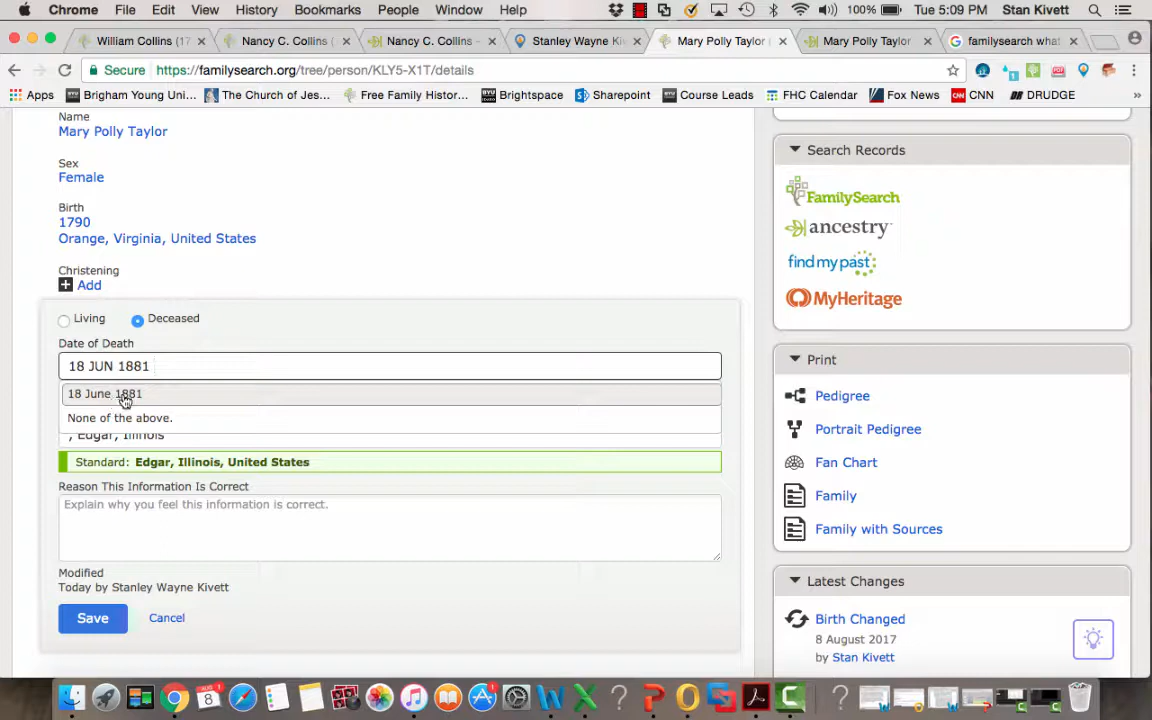 Chrome File Edit View History Bookmarks People Window Help 100% Tue 5:09 PM Stan Kivett
William Collins (17 Nancy C. Collins ( Nancy C. Collins - Stanley Wayne Ki Mary Polly Taylor Mary Polly Taylor familysearch what
Secure https://familysearch.org/tree/person/KLY5-X1T/details
Apps Brigham Young Uni... The Church of Jes... Free Family Histor... Brightspace Sharepoint Course Leads FHC Calendar Fox News CNN DRUDGE »
Name
Mary Polly Taylor
Sex
Female
Birth
1790
Orange, Virginia, United States
Christening
Add
Living Deceased
Date of Death
18 JUN 1881
18 June 1881
None of the above.
, Edgar, Illinois
Standard: Edgar, Illinois, United States
Reason This Information Is Correct
Explain why you feel this information is correct.
Modified
Today by Stanley Wayne Kivett
Save Cancel
Search Records
FamilySearch
ancestry
findmypast
MyHeritage
Print
Pedigree
Portrait Pedigree
Fan Chart
Family
Family with Sources
Latest Changes
Birth Changed
8 August 2017
by Stan Kivett